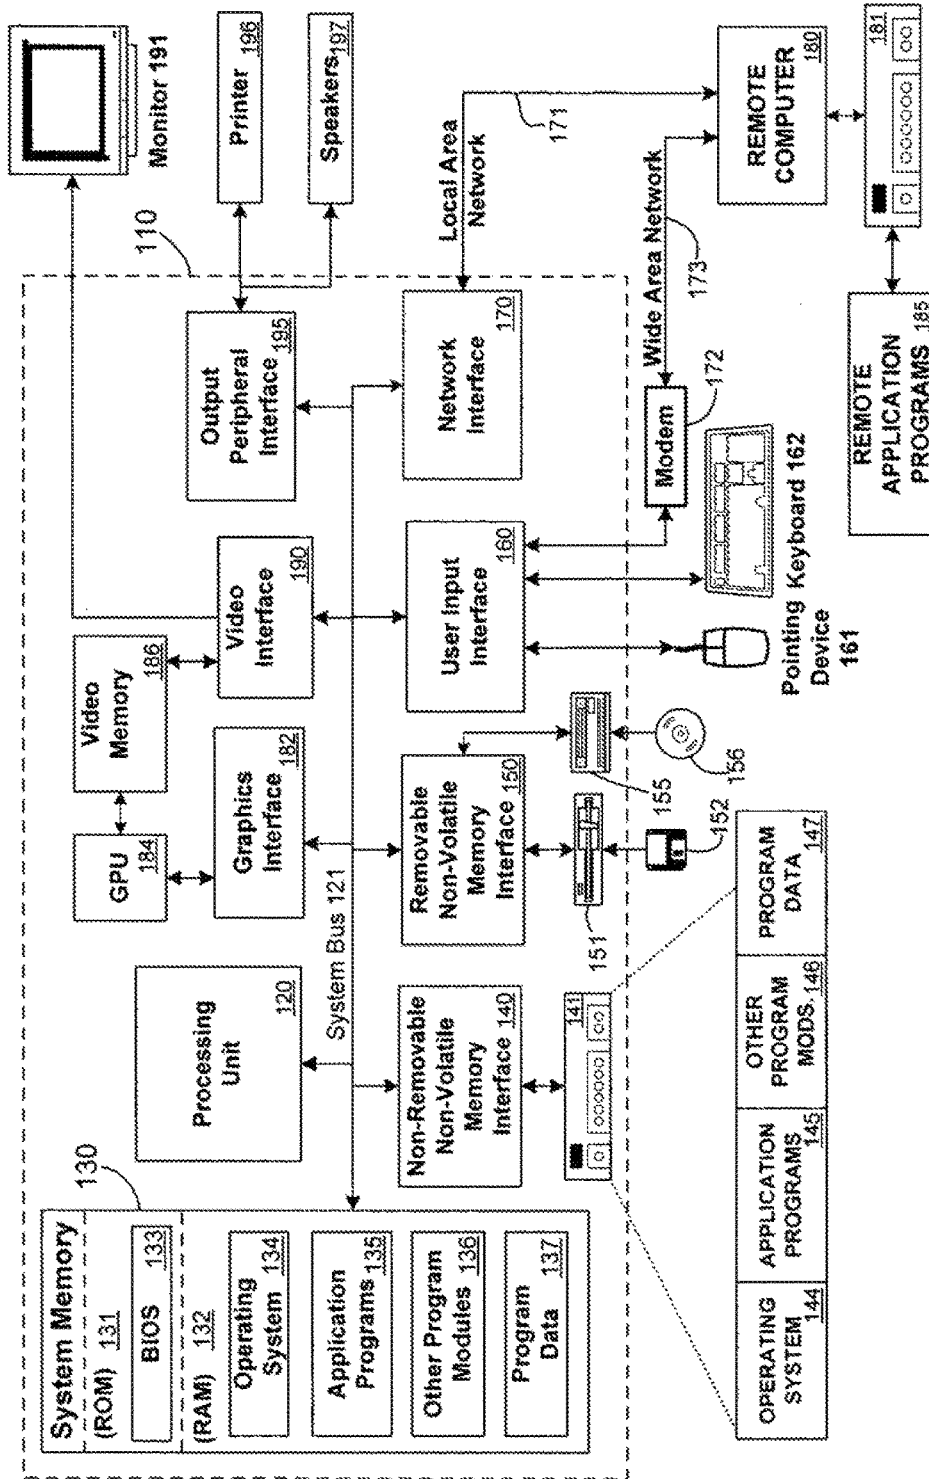 System Memory
(ROM) 131
BIOS 133
(RAM) 132
Operating
System 134
Application
Programs 135
Other Program
Modules 136
Program
Data 137
130
Processing
Unit 120
GPU
184
Video
Memory
186
Graphics
Interface 182
Video
Interface 190
Output
Peripheral
Interface 195
110
Monitor 191
Printer 196
Speakers 197
System Bus 121
Non-Removable
Non-Volatile
Memory
Interface 140
Removable
Non-Volatile
Memory
Interface 150
User Input
Interface 160
Network
Interface 170
Local Area
Network
171
Wide Area Network
173
Modem
172
141
151
152
155
156
Pointing
Device
161
Keyboard 162
REMOTE
COMPUTER
180
181
REMOTE
APPLICATION
PROGRAMS 185
OPERATING
SYSTEM 144
APPLICATION
PROGRAMS 145
OTHER
PROGRAM
MODS. 146
PROGRAM
DATA 147